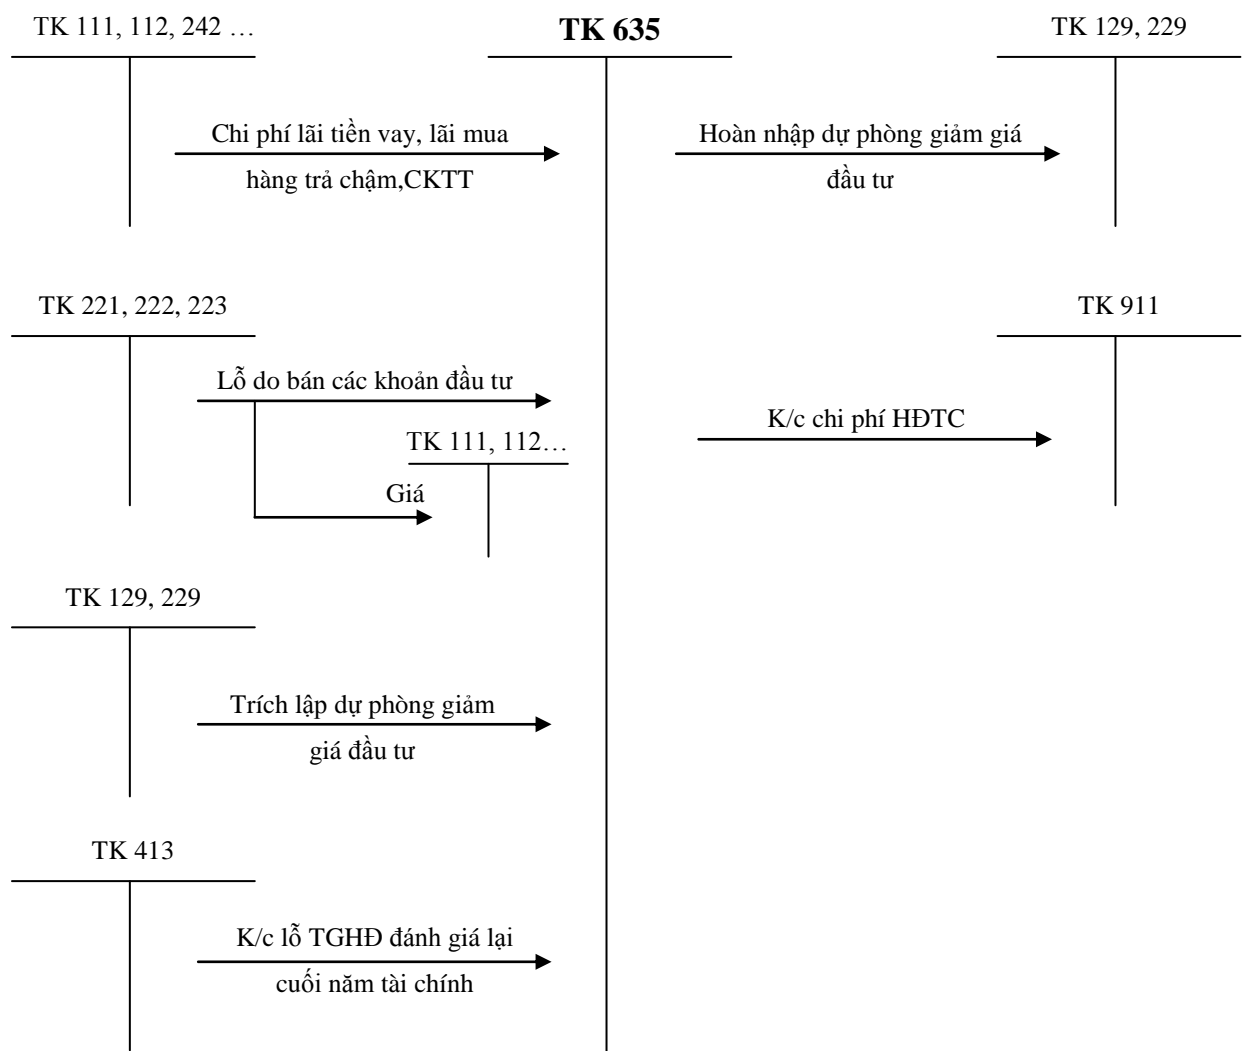 TK 111, 112, 242 …
TK 635
TK 129, 229
Chi phí lãi tiền vay, lãi mua
hàng trả chậm,CKTT
Hoàn nhập dự phòng giảm giá
đầu tư
TK 221, 222, 223
TK 911
Lỗ do bán các khoản đầu tư
K/c chi phí HĐTC
TK 111, 112…
Giá
TK 129, 229
Trích lập dự phòng giảm
giá đầu tư
TK 413
K/c lỗ TGHĐ đánh giá lại
cuối năm tài chính